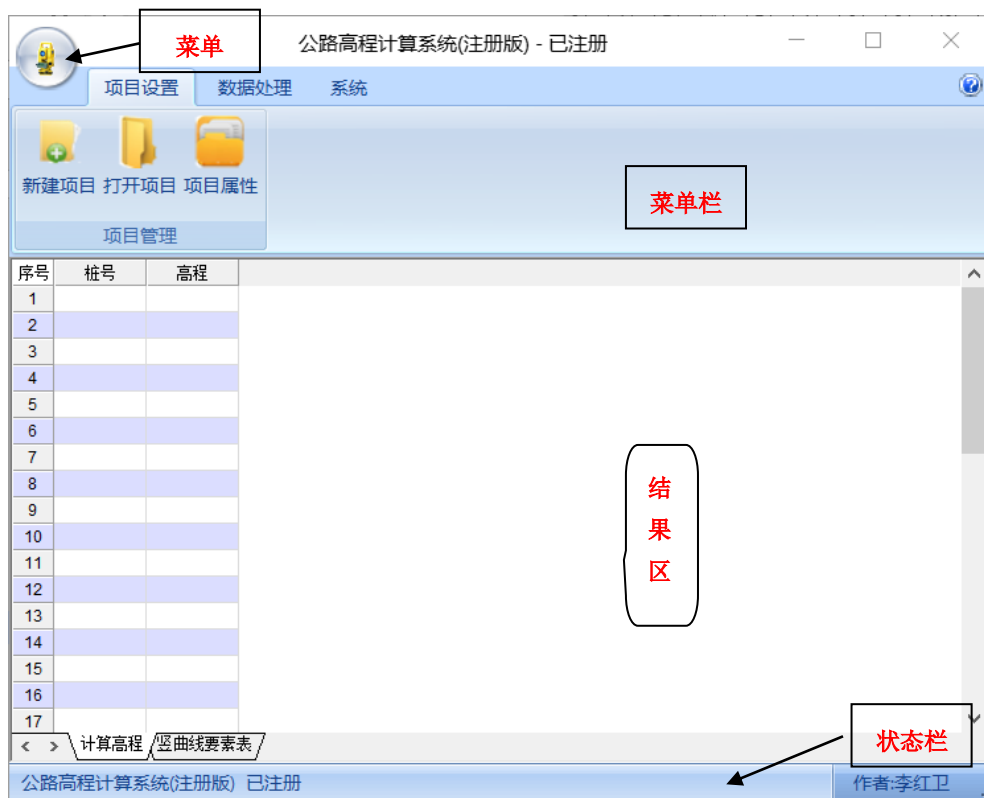 菜单
公路高程计算系统(注册版) - 已注册
项目设置 数据处理 系统
新建项目 打开项目 项目属性
菜单栏
项目管理
序号 桩号 高程
1
2
3
4
5
6
7
8
9
10
11
12
13
14
15
16
17
结
果
区
计算高程 竖曲线要素表
状态栏
公路高程计算系统(注册版) 已注册
作者:李红卫